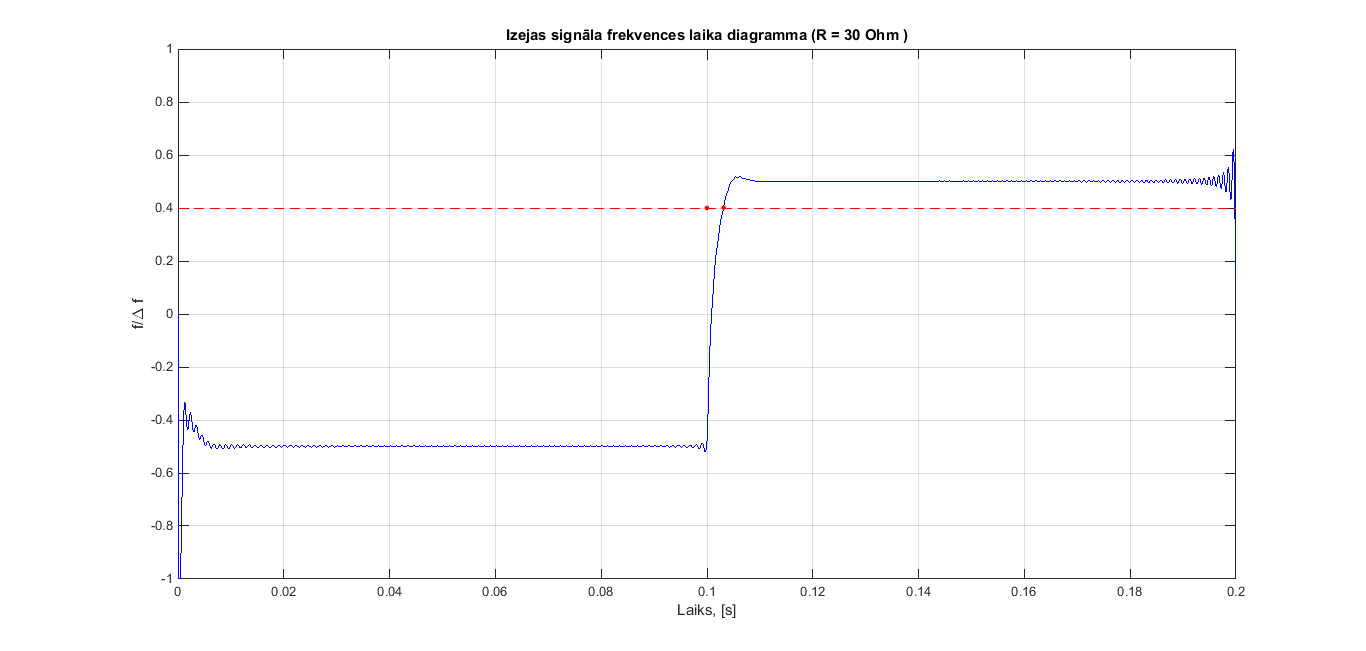 Izejas signāla frekvences laika diagramma (R = 30 Ohm )
1
0.8
0.6
0.4
0.2
0
-0.2
-0.4
-0.6
-0.8
-1
f/Δ f
0 0.02 0.04 0.06 0.08 0.1 0.12 0.14 0.16 0.18 0.2
Laiks, [s]